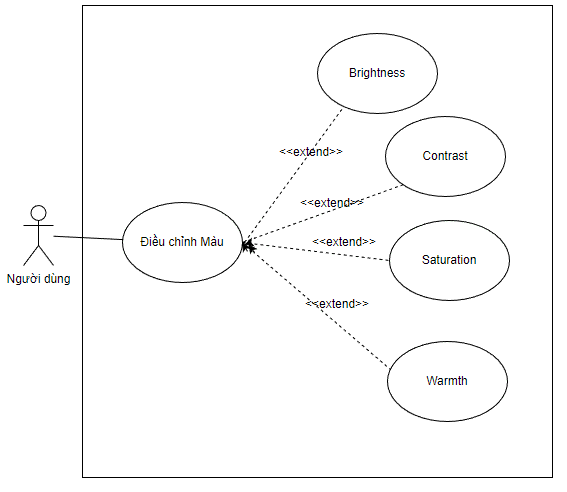 Brightness
<<extend>>
Contrast
<<extend>>
Điều chỉnh Màu
<<extend>>
Saturation
Người dùng
<<extend>>
Warmth